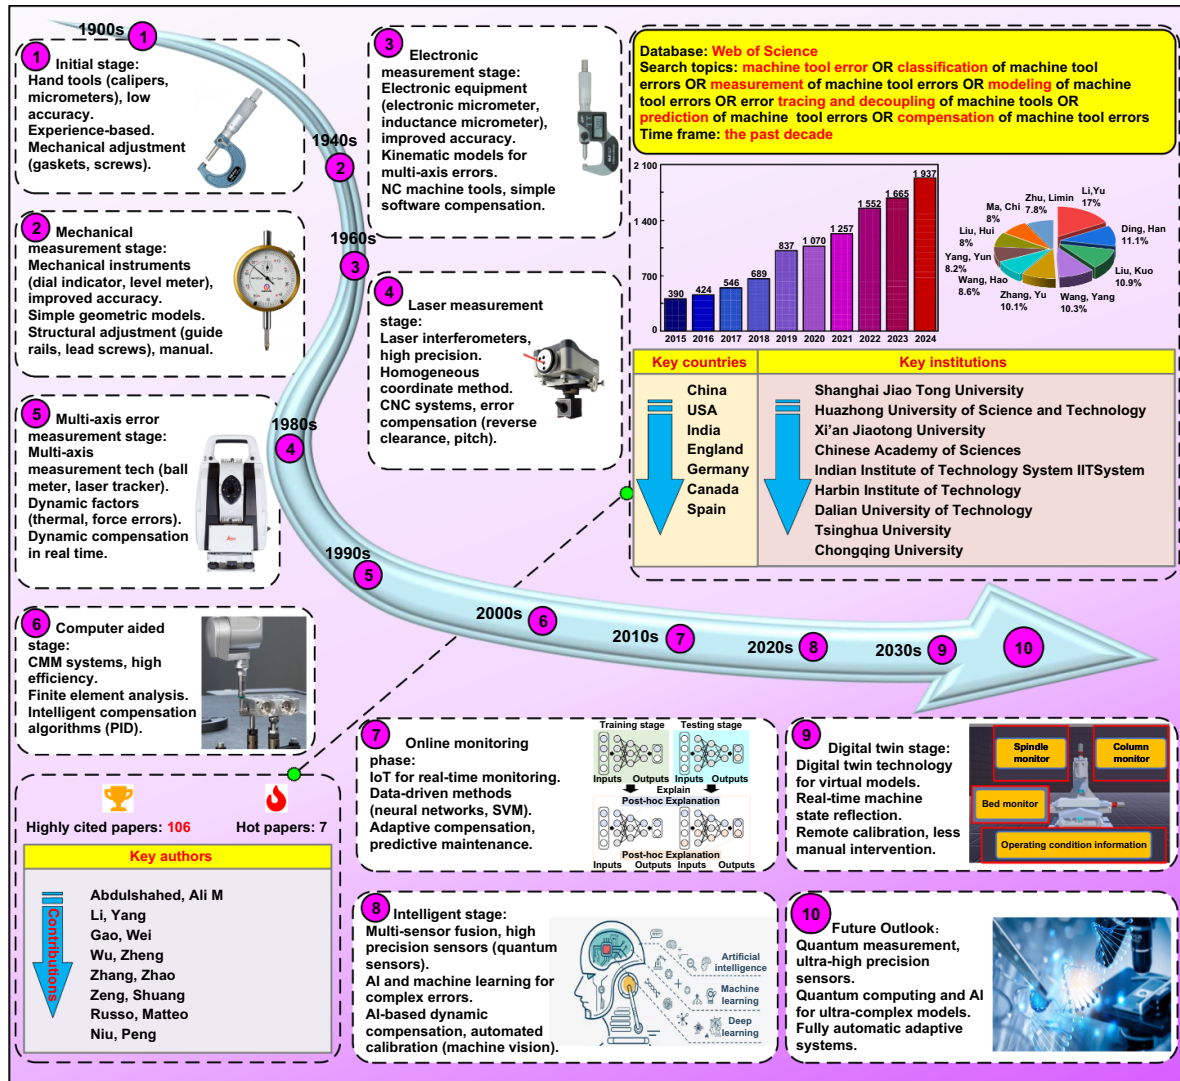 1900s
1
1940s
2
1960s
3
1980s
4
1990s
5
2000s
6
2010s
7
2020s
8
2030s
9
10
1
Initial stage:
Hand tools (calipers,
micrometers), low
accuracy.
Experience-based.
Mechanical adjustment
(gaskets, screws).
2
Mechanical
measurement stage:
Mechanical instruments
(dial indicator, level meter),
improved accuracy.
Simple geometric models.
Structural adjustment (guide
rails, lead screws), manual.
3
Electronic
measurement stage:
Electronic equipment
(electronic micrometer,
inductance micrometer),
improved accuracy.
Kinematic models for
multi-axis errors.
NC machine tools, simple
software compensation.
4
Laser measurement
stage:
Laser interferometers,
high precision.
Homogeneous
coordinate method.
CNC systems, error
compensation (reverse
clearance, pitch).
5
Multi-axis error
measurement stage:
Multi-axis
measurement tech (ball
meter, laser tracker).
Dynamic factors
(thermal, force errors).
Dynamic compensation
in real time.
6
Computer aided
stage:
CMM systems, high
efficiency.
Finite element analysis.
Intelligent compensation
algorithms (PID).
Database: Web of Science
Search topics: machine tool error OR classification of machine tool
errors OR measurement of machine tool errors OR modeling of machine
tool errors OR error tracing and decoupling of machine tools OR
prediction of machine tool errors OR compensation of machine tool errors
Time frame: the past decade
2 100
1 400
700
0
390
424
546
689
837
1 070
1 257
1 552
1 665
1 937
2015 2016 2017 2018 2019 2020 2021 2022 2023 2024
Li,Yu
17%
Ding, Han
11.1%
Liu, Kuo
10.9%
Wang, Yang
10.3%
Zhang, Yu
10.1%
Wang, Hao
8.6%
Yang, Yun
8.2%
Liu, Hui
8%
Ma, Chi
8%
Zhu, Limin
7.8%
Key countries
China
USA
India
England
Germany
Canada
Spain
Key institutions
Shanghai Jiao Tong University
Huazhong University of Science and Technology
Xi'an Jiaotong University
Chinese Academy of Sciences
Indian Institute of Technology System IITSystem
Harbin Institute of Technology
Dalian University of Technology
Tsinghua University
Chongqing University
Highly cited papers: 106
Hot papers: 7
Key authors
Contributions
Abdulshahed, Ali M
Li, Yang
Gao, Wei
Wu, Zheng
Zhang, Zhao
Zeng, Shuang
Russo, Matteo
Niu, Peng
7
Online monitoring
phase:
IoT for real-time monitoring.
Data-driven methods
(neural networks, SVM).
Adaptive compensation,
predictive maintenance.
Training stage
Testing stage
Inputs Outputs Inputs Outputs
Explain
Post-hoc Explanation
Post-hoc Explanation
Inputs Outputs Inputs Outputs
8
Intelligent stage:
Multi-sensor fusion, high
precision sensors (quantum
sensors).
AI and machine learning for
complex errors.
AI-based dynamic
compensation, automated
calibration (machine vision).
Artificial
intelligence
Machine
learning
Deep
learning
9
Digital twin stage:
Digital twin technology
for virtual models.
Real-time machine
state reflection.
Remote calibration, less
manual intervention.
Spindle
monitor
Column
monitor
Bed monitor
Operating condition information
10
Future Outlook:
Quantum measurement,
ultra-high precision
sensors.
Quantum computing and AI
for ultra-complex models.
Fully automatic adaptive
systems.